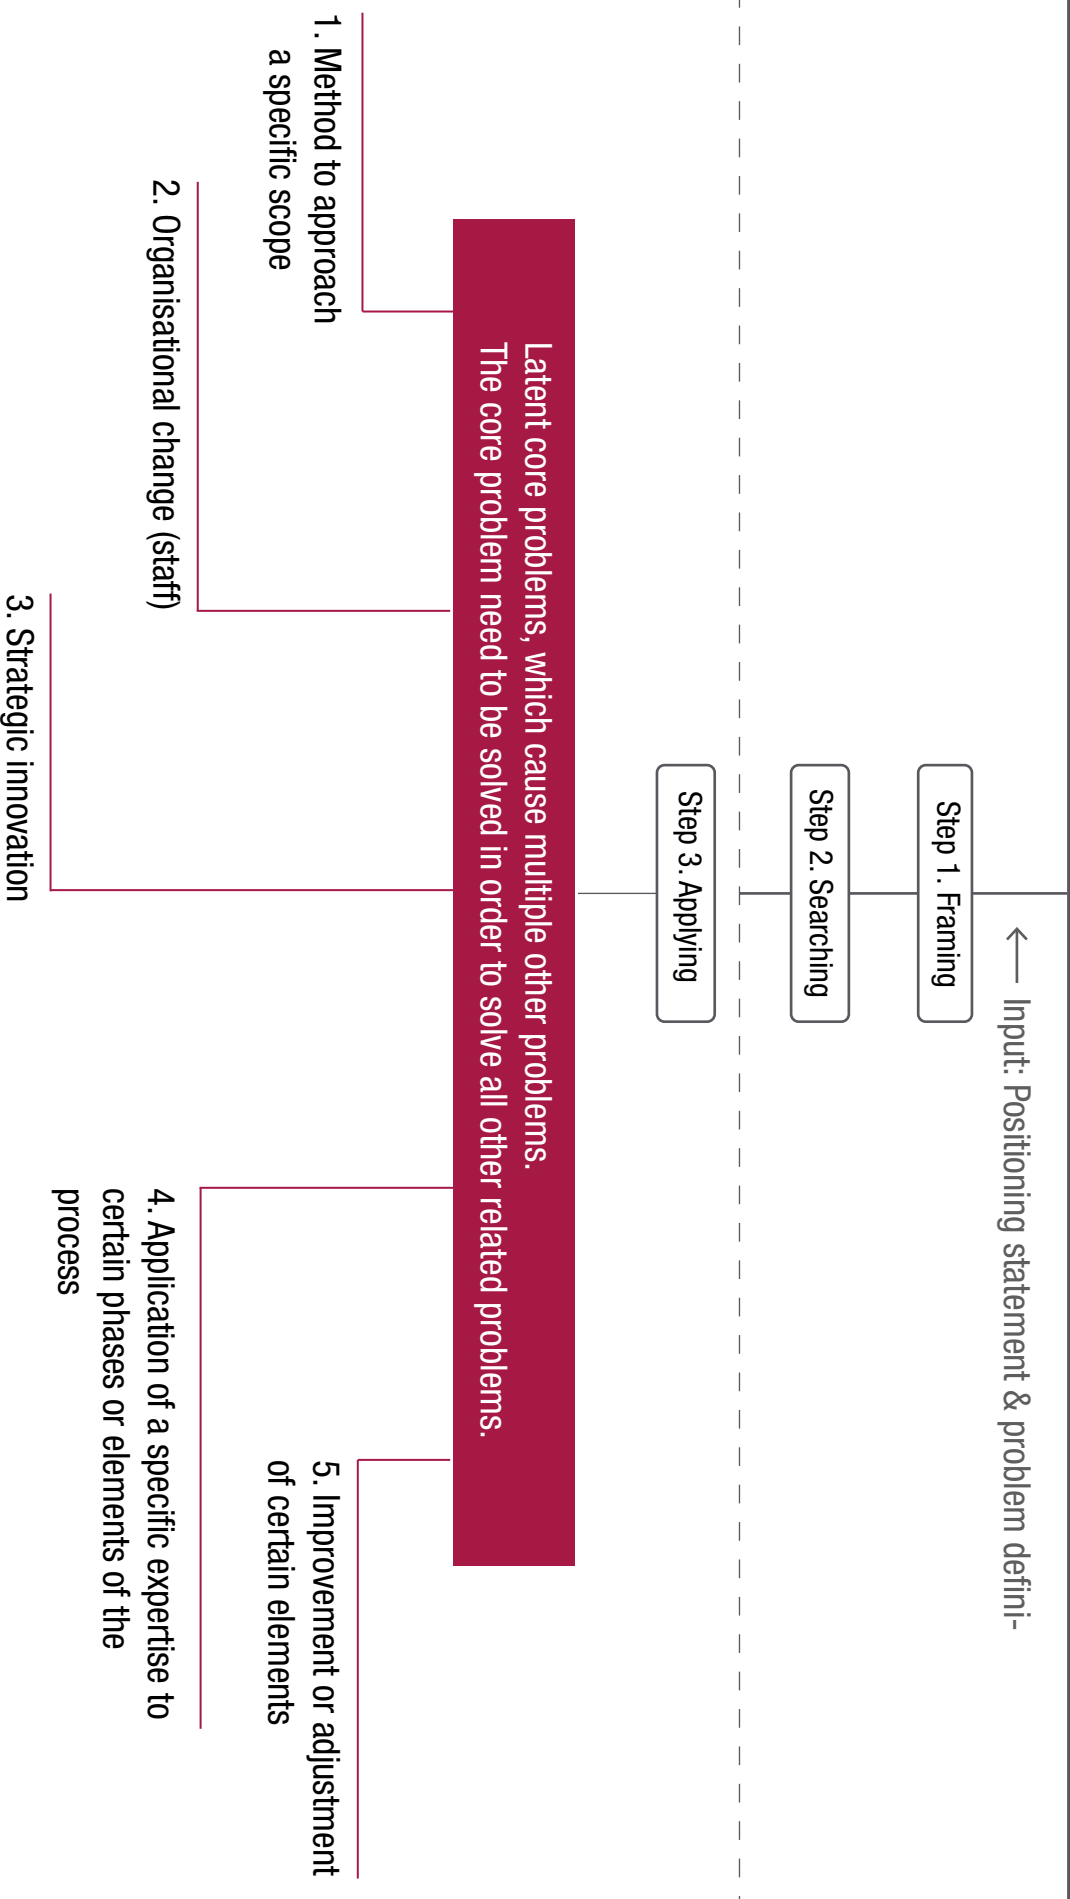 Input: Positioning statement & problem defini-
Step 1. Framing
Step 2. Searching
Step 3. Applying
Latent core problems, which cause multiple other problems.
The core problem need to be solved in order to solve all other related problems.
1. Method to approach
a specific scope
2. Organisational change (staff)
3. Strategic innovation
4. Application of a specific expertise to
certain phases or elements of the
process
5. Improvement or adjustment
of certain elements